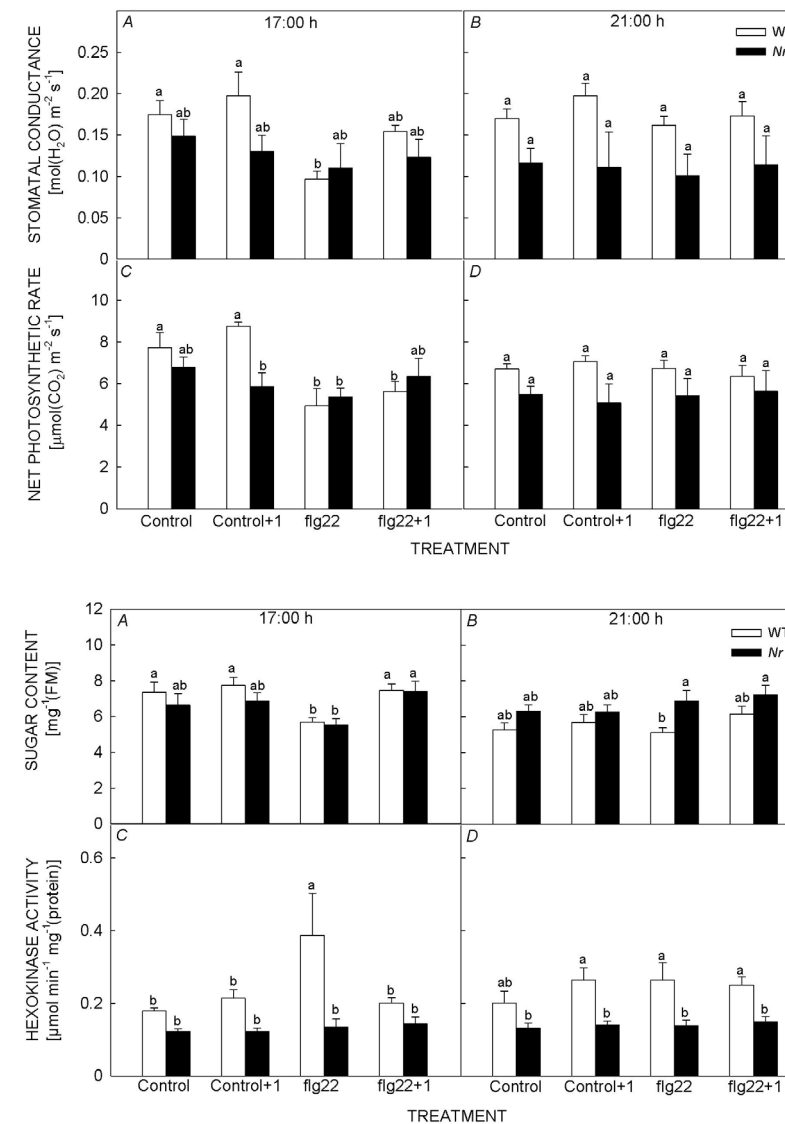 A 17:00 h
B 21:00 h
W
Nr
STOMATAL CONDUCTANCE
[mol(H₂O) m⁻² s⁻¹]
0.25
0.20
0.15
0.10
0.05
0
a ab a ab b ab ab ab
a a a a a a a a
C
D
NET PHOTOSYNTHETIC RATE
[µmol(CO₂) m⁻² s⁻¹]
8
6
4
2
0
a ab a b b b b ab
a a a a a a a a
Control Control+1 flg22 flg22+1 Control Control+1 flg22 flg22+1
TREATMENT
A 17:00 h
B 21:00 h
WT
Nr
SUGAR CONTENT
[mg⁻¹(FM)]
12
10
8
6
4
2
0
a ab a ab b b a a
ab ab ab ab b a ab a
C
D
HEXOKINASE ACTIVITY
[µmol min⁻¹ mg⁻¹(protein)]
0.6
0.4
0.2
0
b b b b a b b b
ab b a b a b a b
Control Control+1 flg22 flg22+1 Control Control+1 flg22 flg22+1
TREATMENT